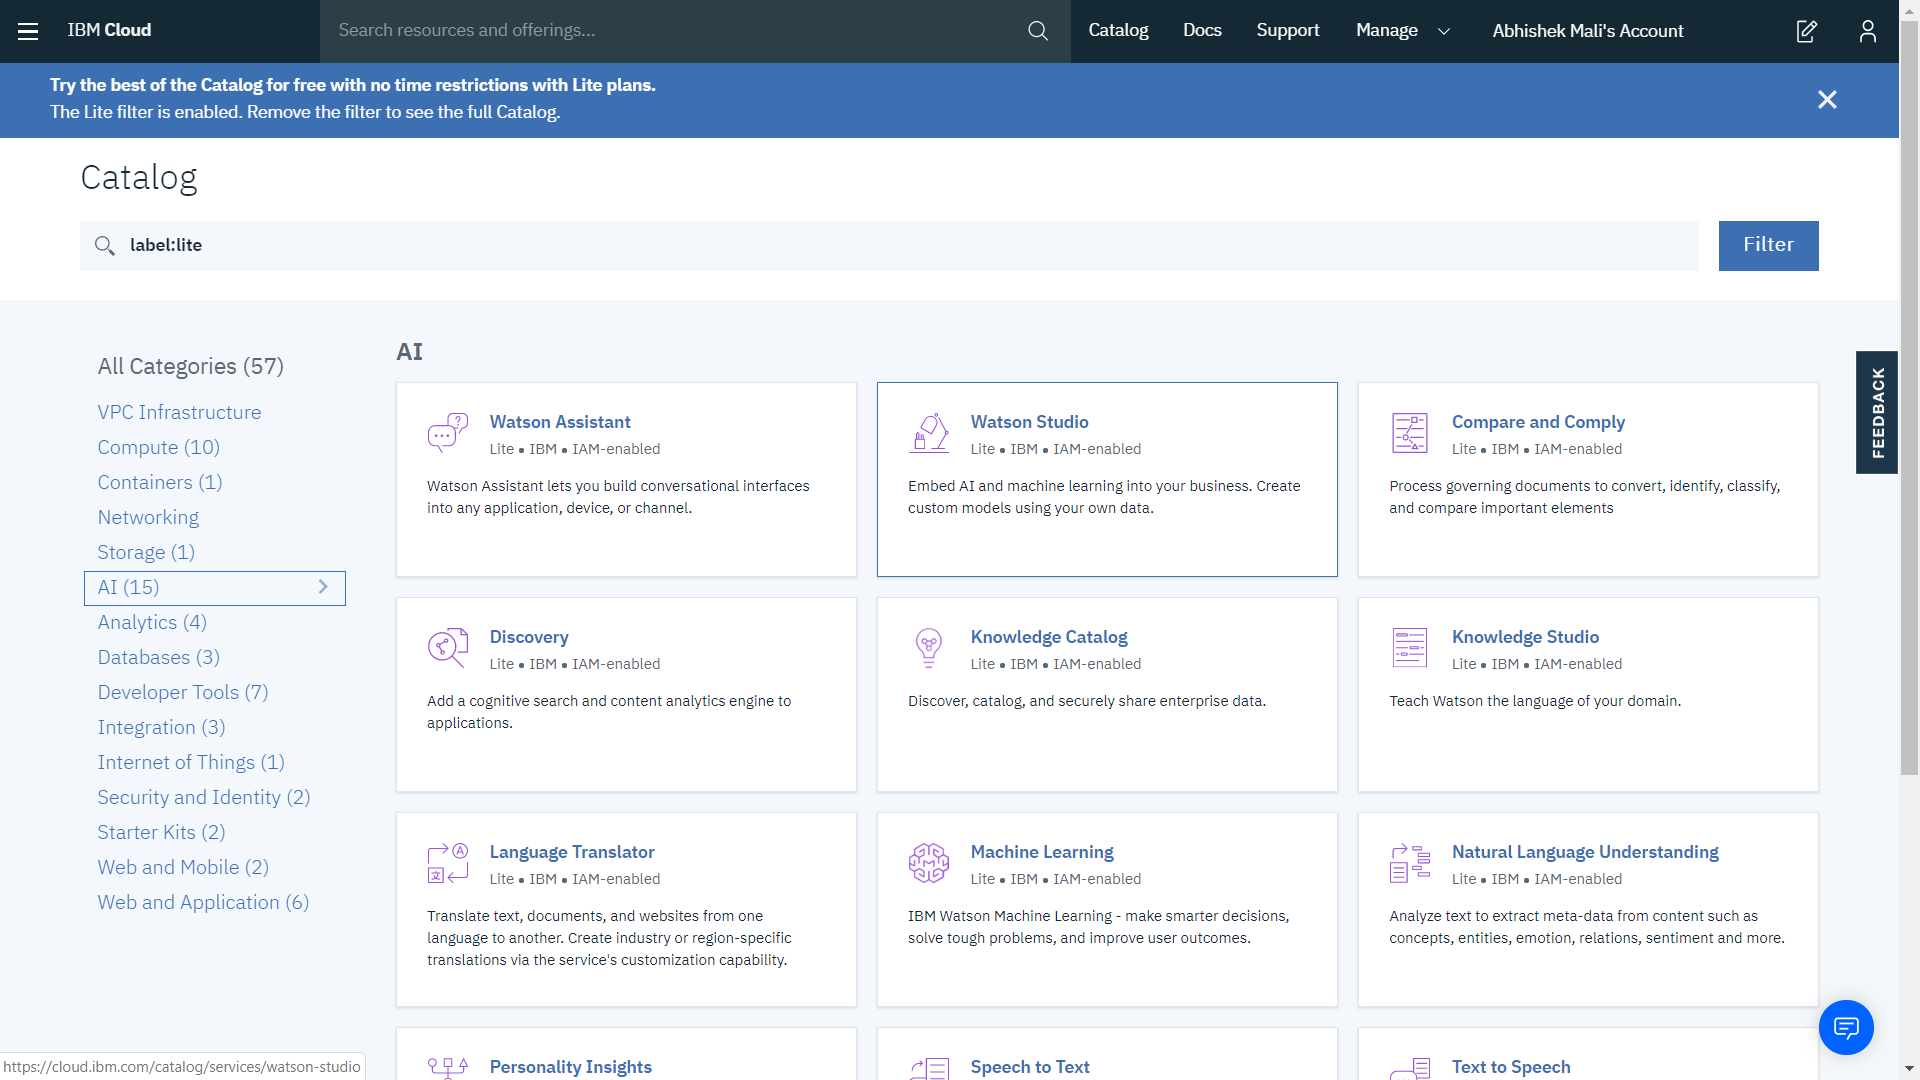 IBM Cloud
Search resources and offerings...
Catalog
Docs
Support
Manage
Abhishek Mali's Account
Try the best of the Catalog for free with no time restrictions with Lite plans.
The Lite filter is enabled. Remove the filter to see the full Catalog.
Catalog
label:lite
Filter
All Categories (57)
VPC Infrastructure
Compute (10)
Containers (1)
Networking
Storage (1)
AI (15)
Analytics (4)
Databases (3)
Developer Tools (7)
Integration (3)
Internet of Things (1)
Security and Identity (2)
Starter Kits (2)
Web and Mobile (2)
Web and Application (6)
AI
Watson Assistant
Lite • IBM • IAM-enabled
Watson Assistant lets you build conversational interfaces
into any application, device, or channel.
Watson Studio
Lite • IBM • IAM-enabled
Embed AI and machine learning into your business. Create
custom models using your own data.
Compare and Comply
Lite • IBM • IAM-enabled
Process governing documents to convert, identify, classify,
and compare important elements
Discovery
Lite • IBM • IAM-enabled
Add a cognitive search and content analytics engine to
applications.
Knowledge Catalog
Lite • IBM • IAM-enabled
Discover, catalog, and securely share enterprise data.
Knowledge Studio
Lite • IBM • IAM-enabled
Teach Watson the language of your domain.
Language Translator
Lite • IBM • IAM-enabled
Translate text, documents, and websites from one
language to another. Create industry or region-specific
translations via the service's customization capability.
Machine Learning
Lite • IBM • IAM-enabled
IBM Watson Machine Learning - make smarter decisions,
solve tough problems, and improve user outcomes.
Natural Language Understanding
Lite • IBM • IAM-enabled
Analyze text to extract meta-data from content such as
concepts, entities, emotion, relations, sentiment and more.
Personality Insights
Speech to Text
Text to Speech
FEEDBACK
https://cloud.ibm.com/catalog/services/watson-studio